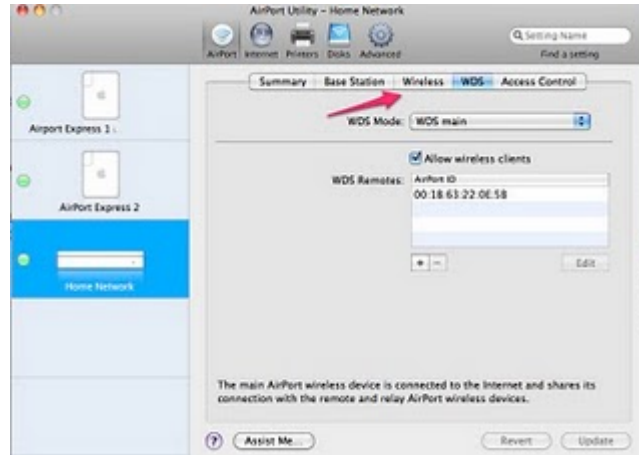 AirPort Utility – Home Network
Setting Name
AirPort Internet Printers Disks Advanced
Find a setting
Summary Base Station Wireless WDS Access Control
WDS Mode: WDS main
Allow wireless clients
WDS Remotes: AirPort ID
00:18:63:22:0E:58
Edit
Airport Express 1
AirPort Express 2
Home Network
The main AirPort wireless device is connected to the Internet and shares its
connection with the remote and relay AirPort wireless devices.
? Assist Me... Revert Update